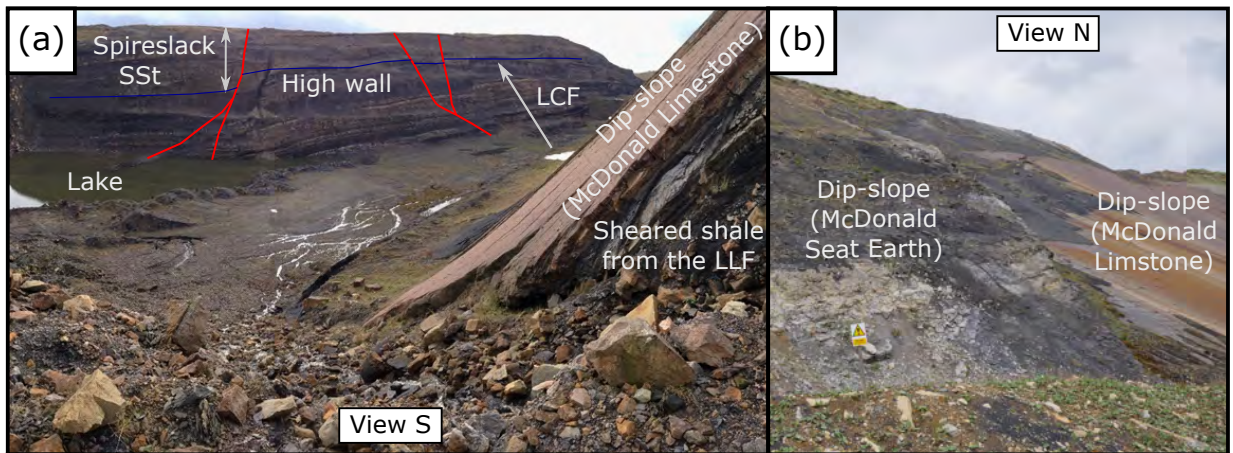 (a)
Spireslack
SSt
High wall
LCF
Dip-slope
(McDonald Limestone)
Lake
Sheared shale
from the LLF
View S
(b)
View N
Dip-slope
(McDonald
Seat Earth)
Dip-slope
(McDonald
Limstone)